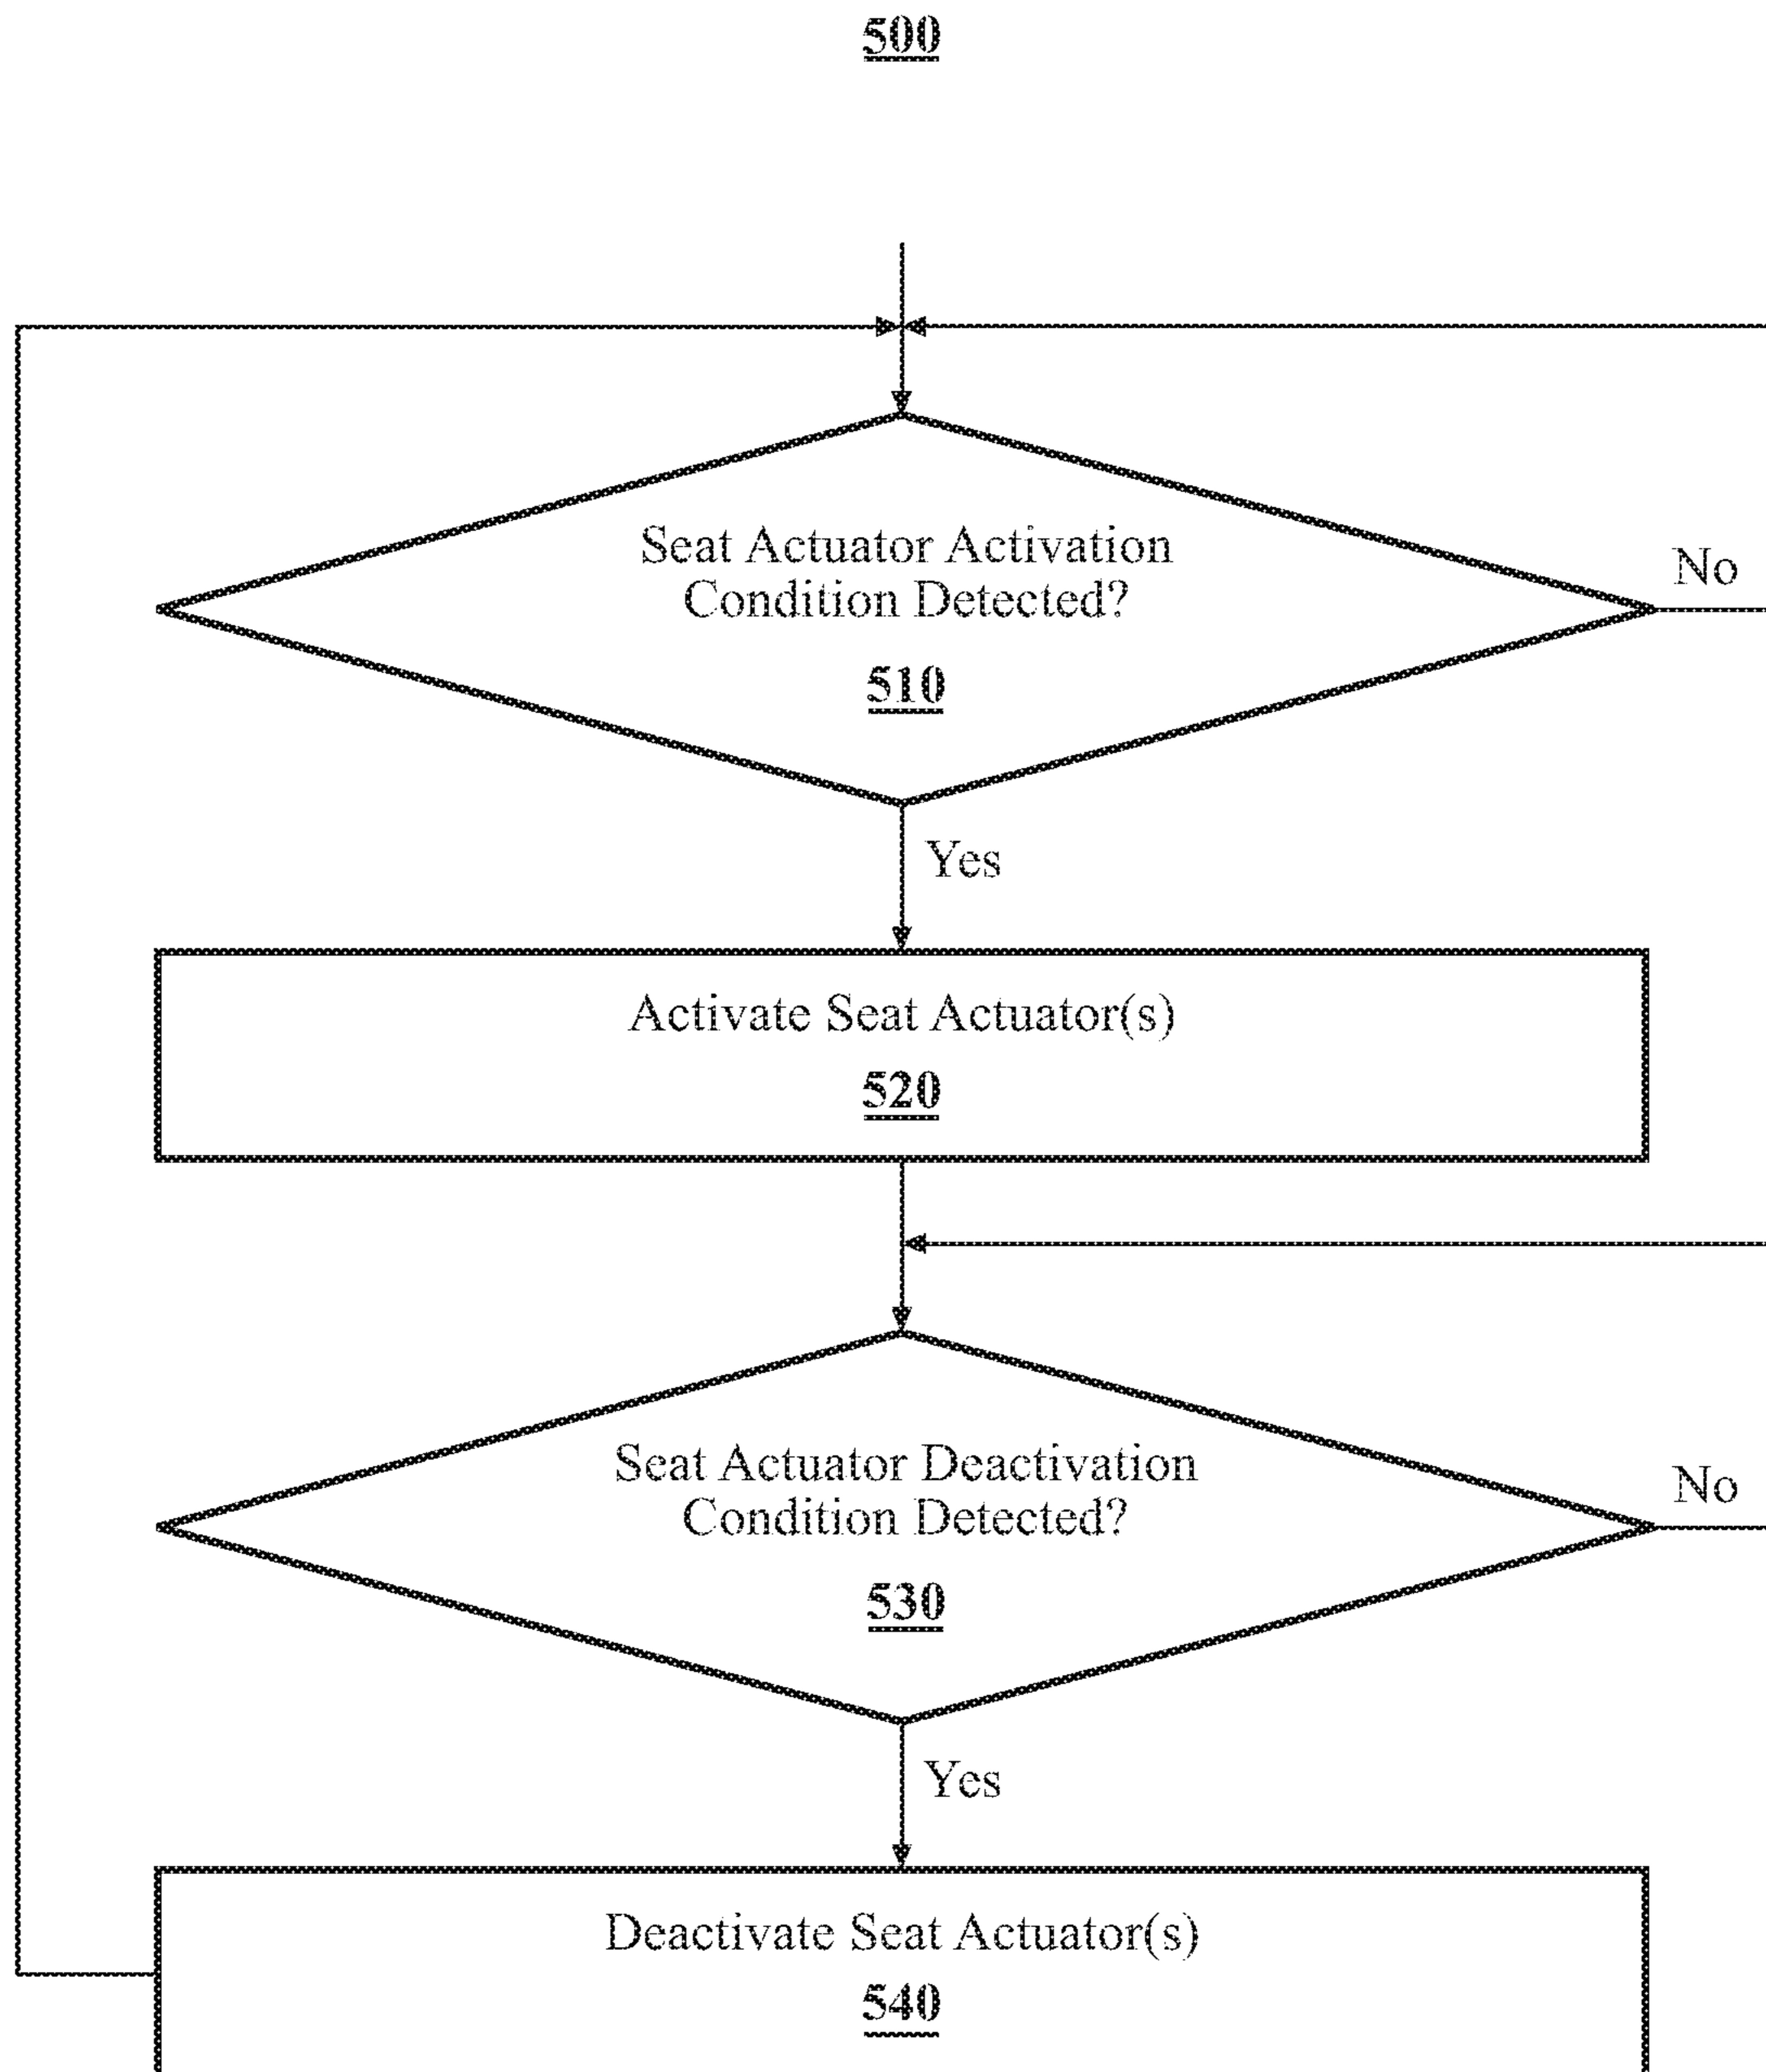 500
Seat Actuator Activation
Condition Detected?
510
No
Yes
Activate Seat Actuator(s)
520
Seat Actuator Deactivation
Condition Detected?
530
No
Yes
Deactivate Seat Actuator(s)
540